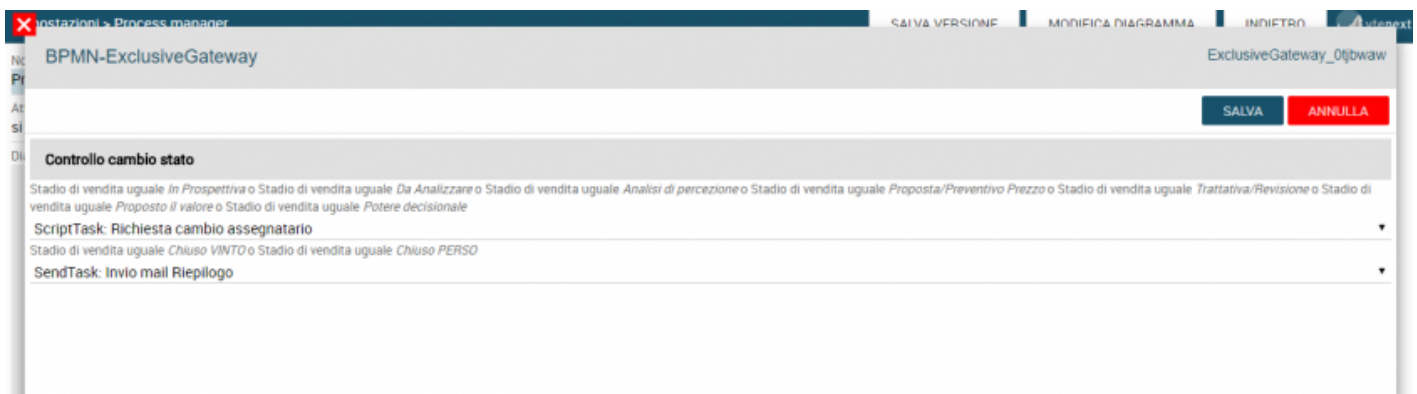 postazioni > Process manager
SALVA VERSIONE
MODIFICA DIAGRAMMA
INDIETRO
vtenext
BPMN-ExclusiveGateway
ExclusiveGateway_0tjbwaw
SALVA
ANNULLA
Controllo cambio stato
Stadio di vendita uguale In Prospettiva o Stadio di vendita uguale Da Analizzare o Stadio di vendita uguale Analisi di percezione o Stadio di vendita uguale Proposta/Preventivo Prezzo o Stadio di vendita uguale Trattativa/Revisione o Stadio di
vendita uguale Proposto il valore o Stadio di vendita uguale Potere decisionale
ScriptTask: Richiesta cambio assegnatario
Stadio di vendita uguale Chiuso VINTO o Stadio di vendita uguale Chiuso PERSO
SendTask: Invio mail Riepilogo